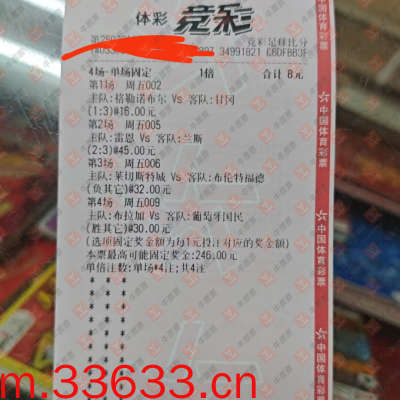 体彩 竞彩
竞彩足球比分
34991821 C8DFBB3F
4场-单场固定 1倍 合计 8元
第1场 周五002
主队:格勒诺布尔 Vs 客队:甘冈
(1:3)@16.00元
第2场 周五005
主队:雷恩 Vs 客队:兰斯
(2:3)@45.00元
第3场 周五006
主队:莱切斯特城 Vs 客队:布伦特福德
(负其它)@32.00元
第4场 周五009
主队:布拉加 Vs 客队:葡萄牙国民
(胜其它)@30.00元
(选项固定奖金额为每1元投注对应的奖金额)
本票最高可能固定奖金:246.00元
单倍注数:单场*4注;共4注
中国体育彩票
中国体育彩票
中国体育彩票
m.33633.cn